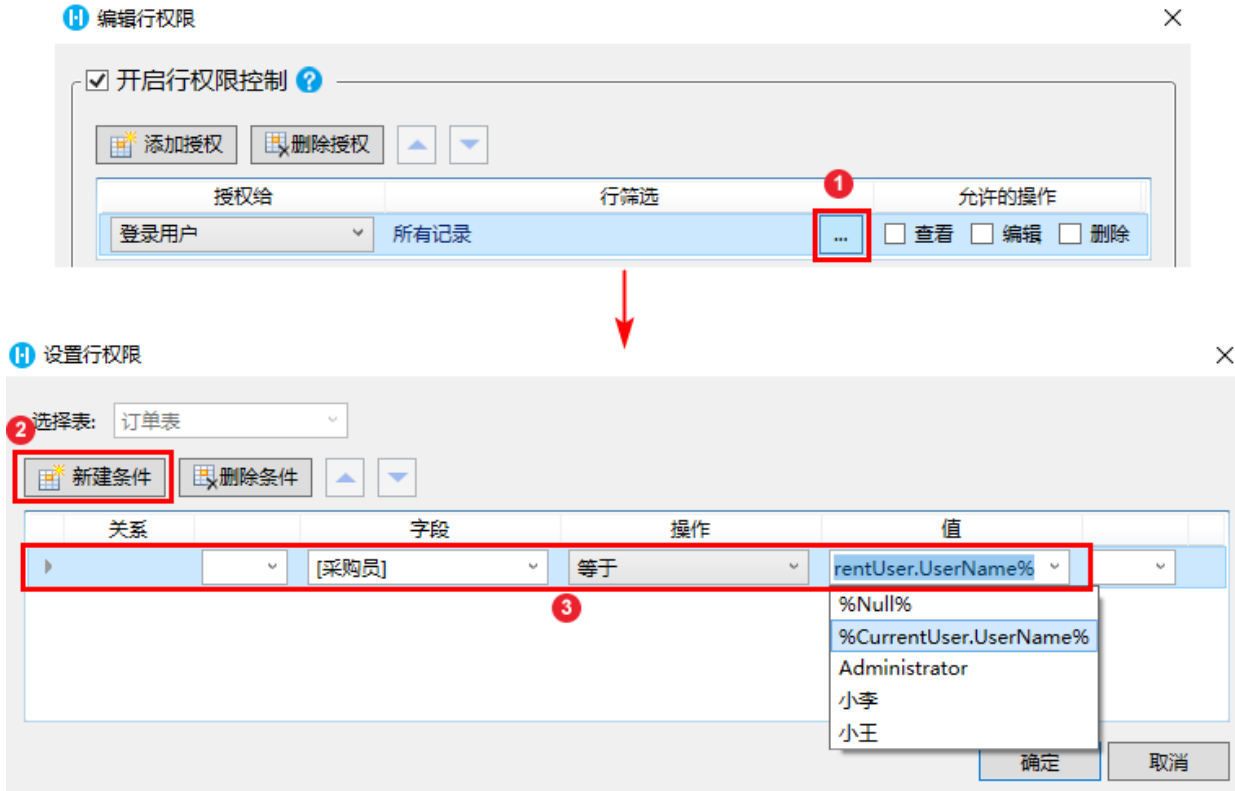 编辑行权限
开启行权限控制 ?
添加授权 删除授权
授权给 行筛选 1 允许的操作
登录用户 所有记录 ... 查看 编辑 删除
设置行权限
2 选择表: 订单表
新建条件 删除条件
关系 字段 操作 值
[采购员] 等于 rentUser.UserName%
3 %Null%
%CurrentUser.UserName%
Administrator
小李
小王
确定 取消